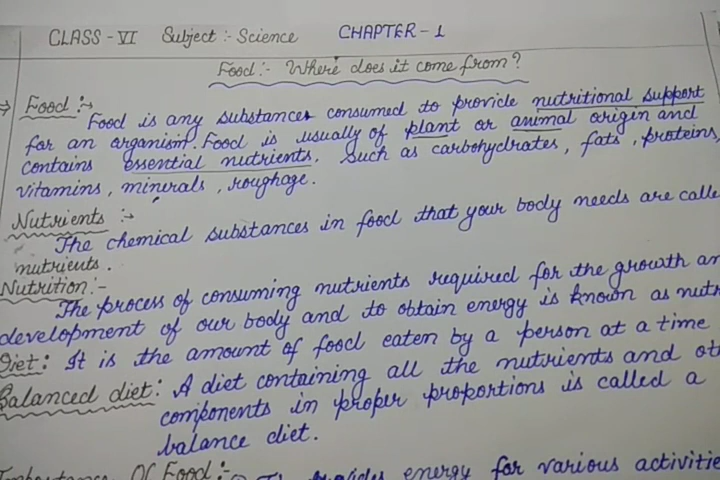 CLASS - VI Subject :- Science CHAPTER - 1
Food :- Where does it come from?
⇒ Food :→
Food is any substances consumed to provide nutritional support
for an organism. Food is usually of plant or animal origin and
contains essential nutrients. Such as carbohydrates, fats, proteins,
vitamins, minerals, roughage.
Nutrients :→
The chemical substances in food that your body needs are calle
nutrients.
Nutrition :-
The process of consuming nutrients required for the growth an
development of our body and to obtain energy is known as nutr
Diet : It is the amount of food eaten by a person at a time
Balanced diet : A diet containing all the nutrients and ot
components in proper proportions is called a
balance diet.
Importance Of Food :- energy for various activitie